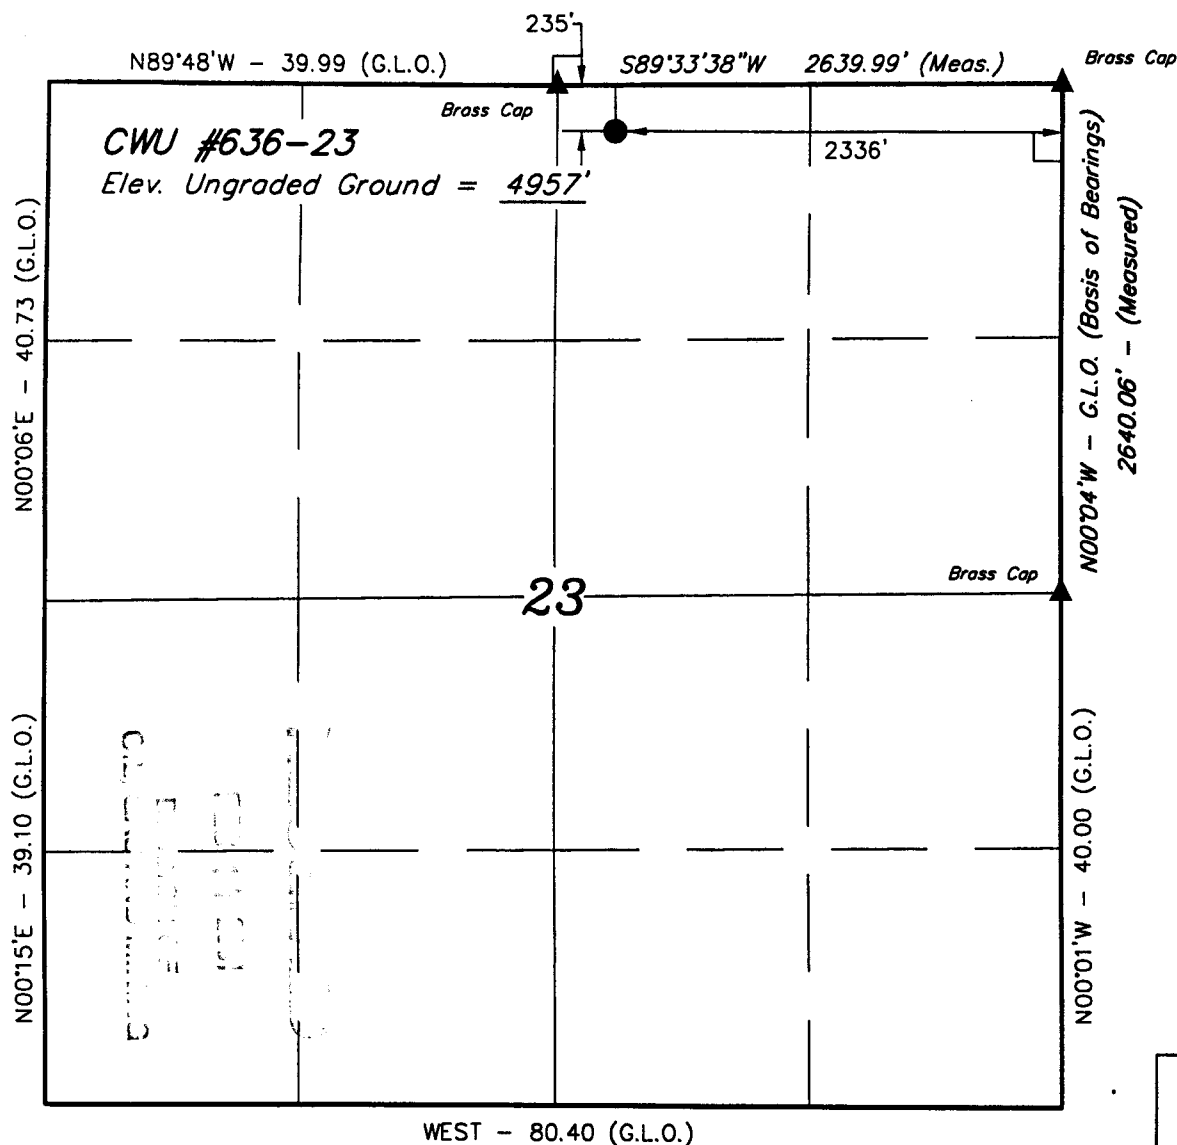 235'
N89°48'W - 39.99 (G.L.O.)
S89°33'38"W 2639.99' (Meas.)
Brass Cap
Brass Cap
CWU #636-23
Elev. Ungraded Ground = 4957'
2336'
N00°06'E - 40.73 (G.L.O.)
N00°04'W - G.L.O. (Basis of Bearings)
2640.06' - (Measured)
Brass Cap
23
N00°15'E - 39.10 (G.L.O.)
N00°01'W - 40.00 (G.L.O.)
WEST - 80.40 (G.L.O.)